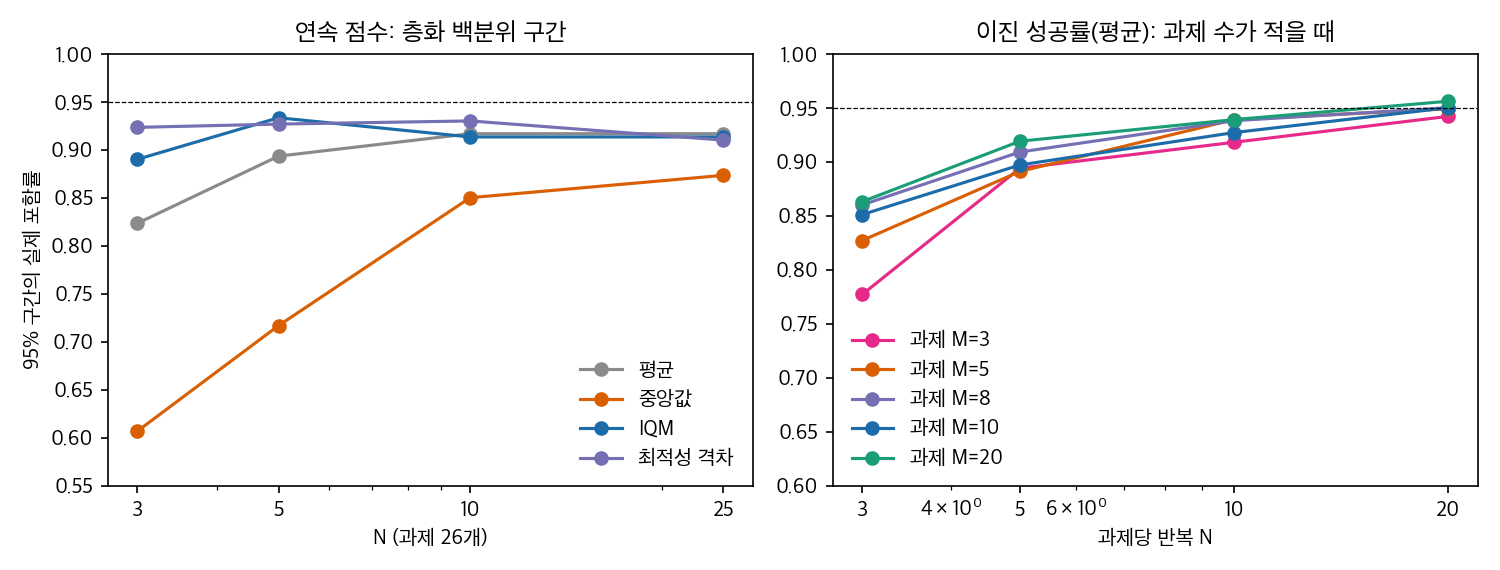 연속 점수: 층화 백분위 구간
95% 구간의 실제 포함률
1.00
0.95
0.90
0.85
0.80
0.75
0.70
0.65
0.60
0.55
평균
중앙값
IQM
최적성 격차
3
5
10
25
N (과제 26개)
이진 성공률(평균): 과제 수가 적을 때
1.00
0.95
0.90
0.85
0.80
0.75
0.70
0.65
0.60
과제 M=3
과제 M=5
과제 M=8
과제 M=10
과제 M=20
3
4 × 10⁰
5
6 × 10⁰
10
20
과제당 반복 N